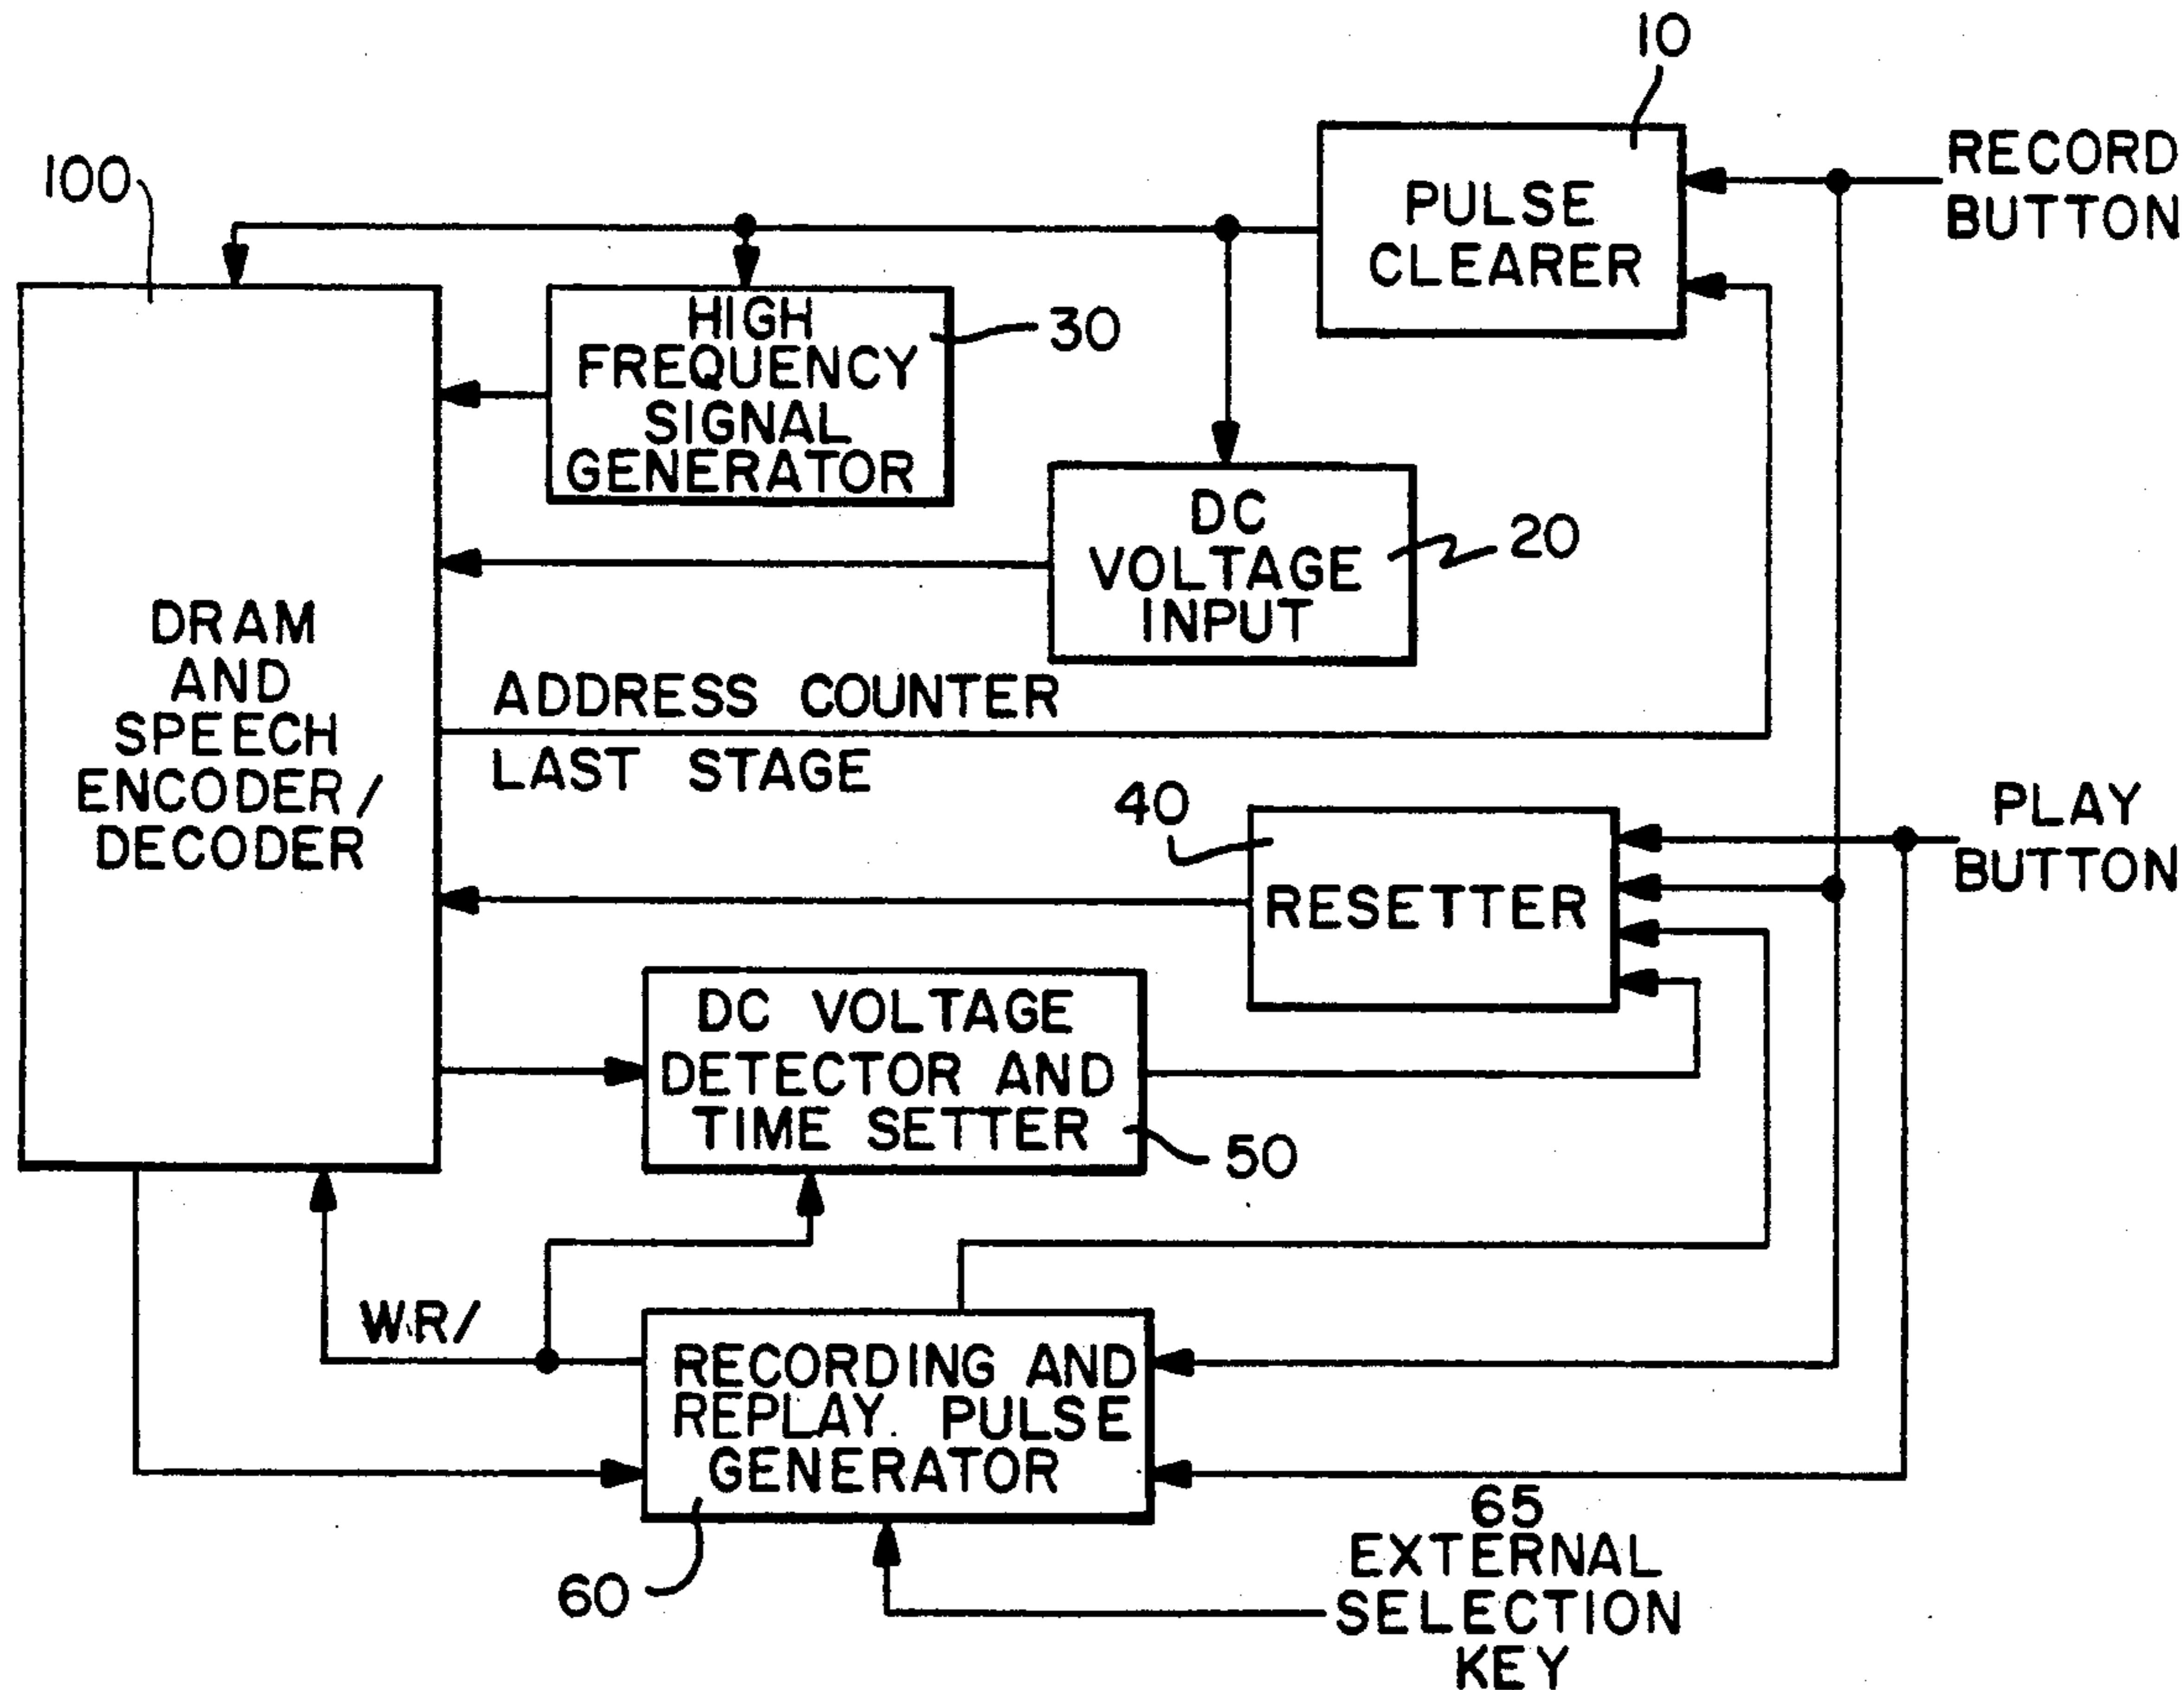 10
RECORD
BUTTON
100
PULSE
CLEARER
HIGH
FREQUENCY
SIGNAL
GENERATOR
30
DC
VOLTAGE
INPUT
20
DRAM
AND
SPEECH
ENCODER/
DECODER
ADDRESS COUNTER
LAST STAGE
40
PLAY
BUTTON
RESETTER
DC VOLTAGE
DETECTOR AND
TIME SETTER
50
WR/
RECORDING AND
REPLAY PULSE
GENERATOR
60
65
EXTERNAL
SELECTION
KEY